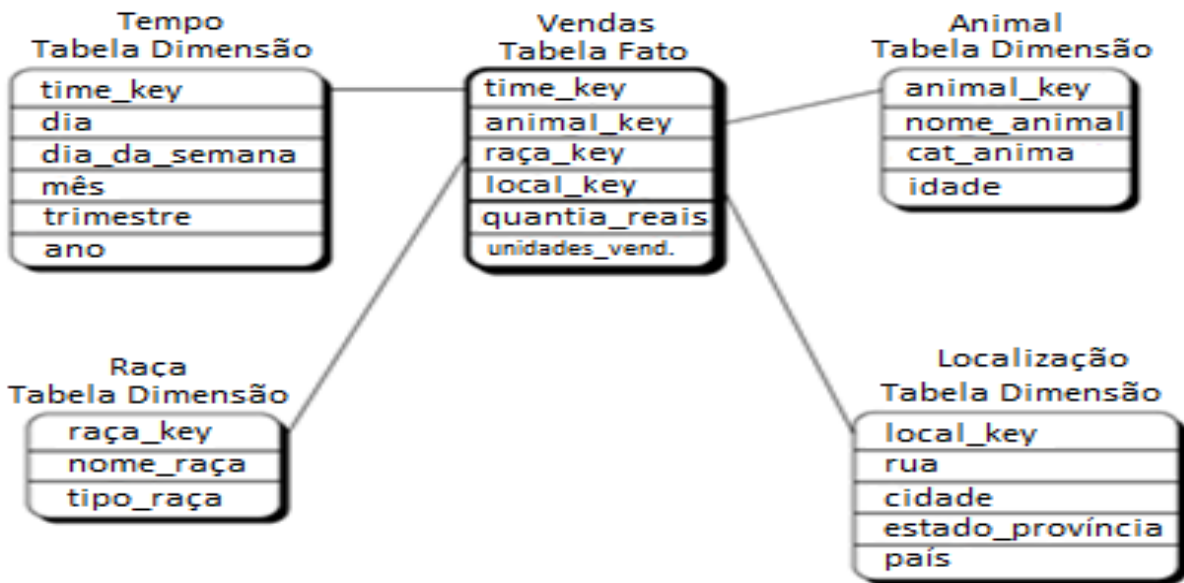 Tempo
Tabela Dimensão
time_key
dia
dia_da_semana
mês
trimestre
ano
Vendas
Tabela Fato
time_key
animal_key
raça_key
local_key
quantia_reais
unidades_vend.
Animal
Tabela Dimensão
animal_key
nome_animal
cat_anima
idade
Raça
Tabela Dimensão
raça_key
nome_raça
tipo_raça
Localização
Tabela Dimensão
local_key
rua
cidade
estado_província
país